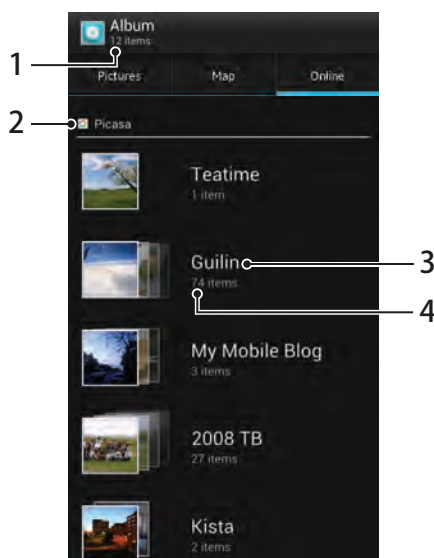 Album
12 items
1
Pictures Map Online
2
Picasa
Teatime
1 item
Guilin
3
74 items
4
My Mobile Blog
3 items
2008 TB
27 items
Kista
2 items